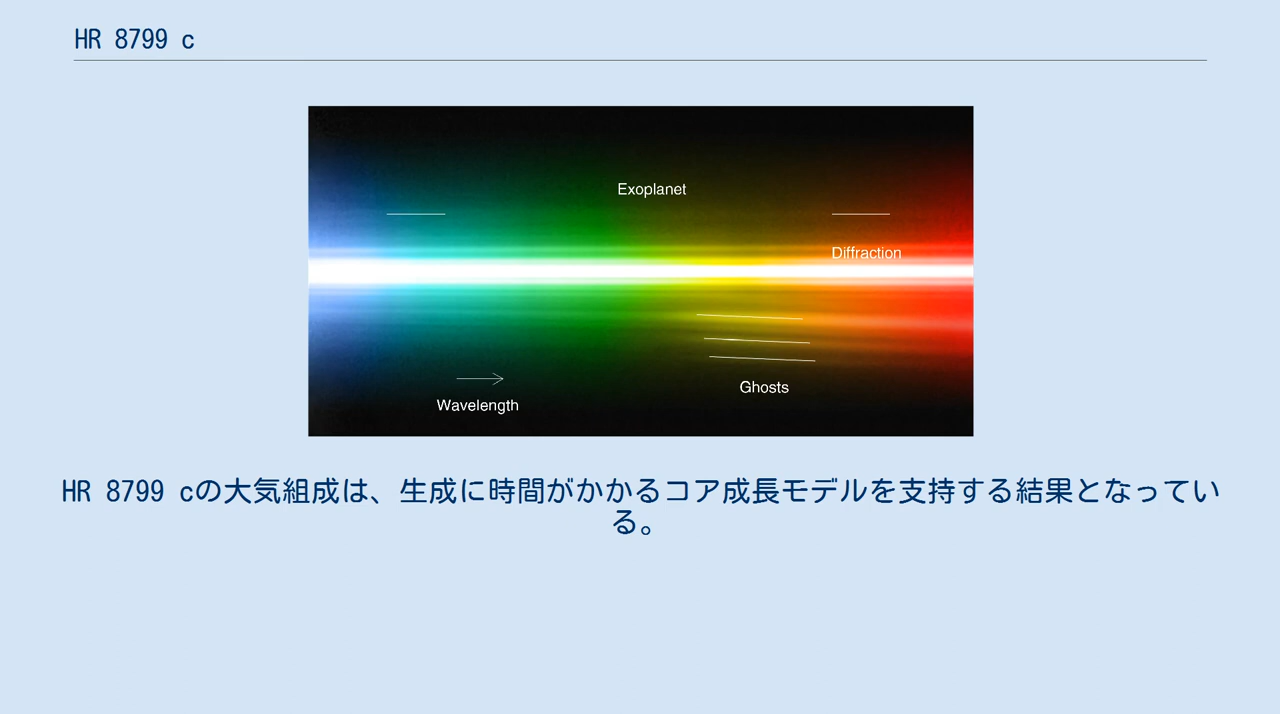 HR 8799 c
Exoplanet
Diffraction
Ghosts
Wavelength
HR 8799 cの大気組成は、生成に時間がかかるコア成長モデルを支持する結果となってい
る。